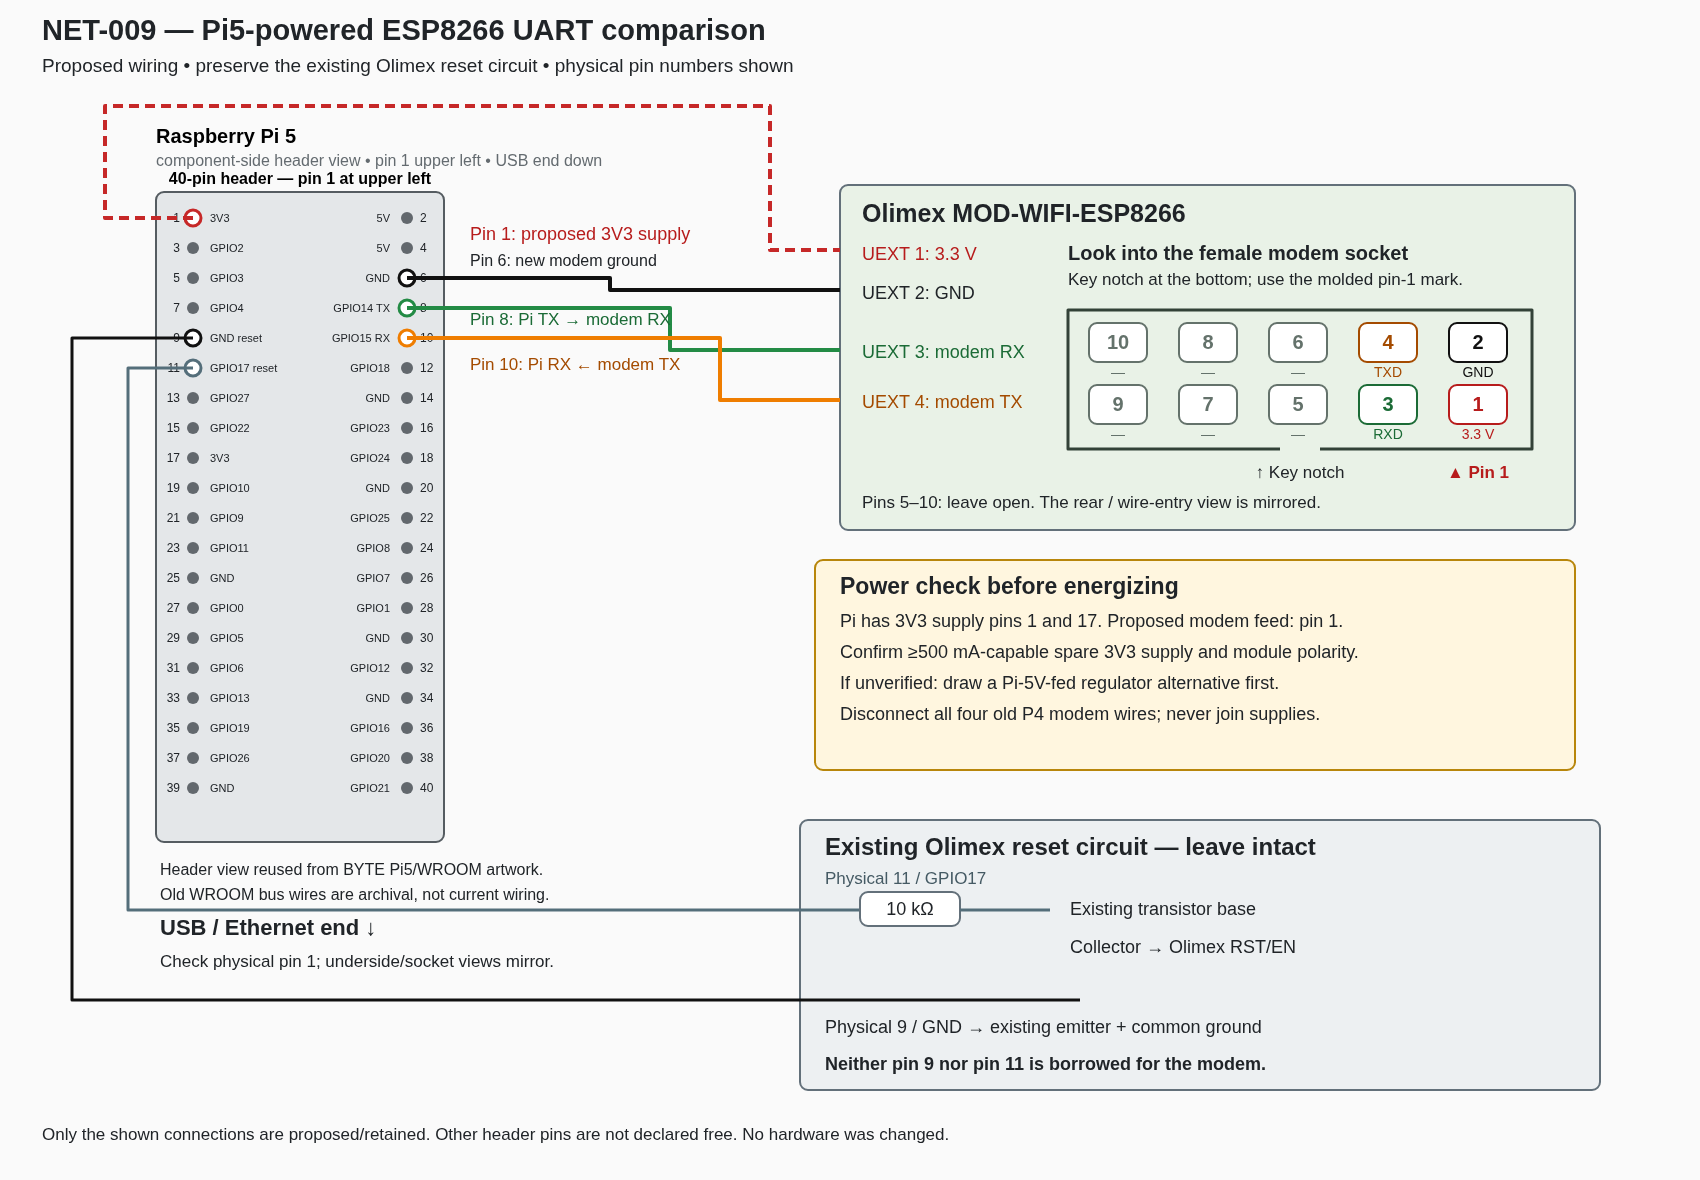 NET-009 — Pi5-powered ESP8266 UART comparison
Proposed wiring • preserve the existing Olimex reset circuit • physical pin numbers shown
Raspberry Pi 5
component-side header view • pin 1 upper left • USB end down
40-pin header — pin 1 at upper left
1 3V3 5V 2
3 GPIO2 5V 4
5 GPIO3 GND 6
7 GPIO4 GPIO14 TX 8
9 GND reset GPIO15 RX 10
11 GPIO17 reset GPIO18 12
13 GPIO27 GND 14
15 GPIO22 GPIO23 16
17 3V3 GPIO24 18
19 GPIO10 GND 20
21 GPIO9 GPIO25 22
23 GPIO11 GPIO8 24
25 GND GPIO7 26
27 GPIO0 GPIO1 28
29 GPIO5 GND 30
31 GPIO6 GPIO12 32
33 GPIO13 GND 34
35 GPIO19 GPIO16 36
37 GPIO26 GPIO20 38
39 GND GPIO21 40
Pin 1: proposed 3V3 supply
Pin 6: new modem ground
Pin 8: Pi TX → modem RX
Pin 10: Pi RX ← modem TX
Olimex MOD-WIFI-ESP8266
UEXT 1: 3.3 V
UEXT 2: GND
UEXT 3: modem RX
UEXT 4: modem TX
Look into the female modem socket
Key notch at the bottom; use the molded pin-1 mark.
10 8 6 4 2
— — — TXD GND
9 7 5 3 1
— — — RXD 3.3 V
↑ Key notch ▲ Pin 1
Pins 5–10: leave open. The rear / wire-entry view is mirrored.
Power check before energizing
Pi has 3V3 supply pins 1 and 17. Proposed modem feed: pin 1.
Confirm ≥500 mA-capable spare 3V3 supply and module polarity.
If unverified: draw a Pi-5V-fed regulator alternative first.
Disconnect all four old P4 modem wires; never join supplies.
Header view reused from BYTE Pi5/WROOM artwork.
Old WROOM bus wires are archival, not current wiring.
USB / Ethernet end ↓
Check physical pin 1; underside/socket views mirror.
Existing Olimex reset circuit — leave intact
Physical 11 / GPIO17
10 kΩ
Existing transistor base
Collector → Olimex RST/EN
Physical 9 / GND → existing emitter + common ground
Neither pin 9 nor pin 11 is borrowed for the modem.
Only the shown connections are proposed/retained. Other header pins are not declared free. No hardware was changed.